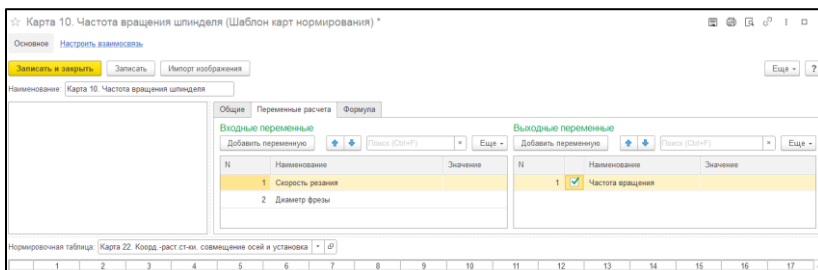 Карта 10. Частота вращения шпинделя (Шаблон карт нормирования) *
Основное Настроить взаимосвязь
Записать и закрыть Записать Импорт изображения Еще ?
Наименование: Карта 10. Частота вращения шпинделя
Общие Переменные расчета Формула
Входные переменные Выходные переменные
Добавить переменную Поиск (Ctrl+F) × Еще Добавить переменную Поиск (Ctrl+F) × Еще
N Наименование Значение N Наименование Значение
1 Скорость резания 1 Частота вращения
2 Диаметр фрезы
Нормировочная таблица: Карта 22. Коорд.-раст.ст-ки. совмещение осей и установка
1 2 3 4 5 6 7 8 9 10 11 12 13 14 15 16 17